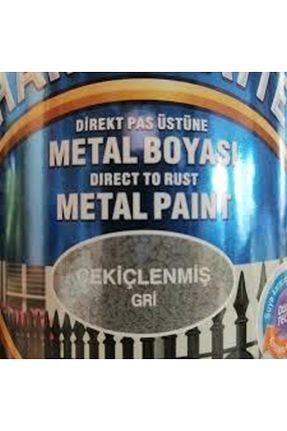 DİREKT PAS ÜSTÜNE
METAL BOYASI
DIRECT TO RUST
METAL PAINT
ÇEKİÇLENMİŞ
GRİ